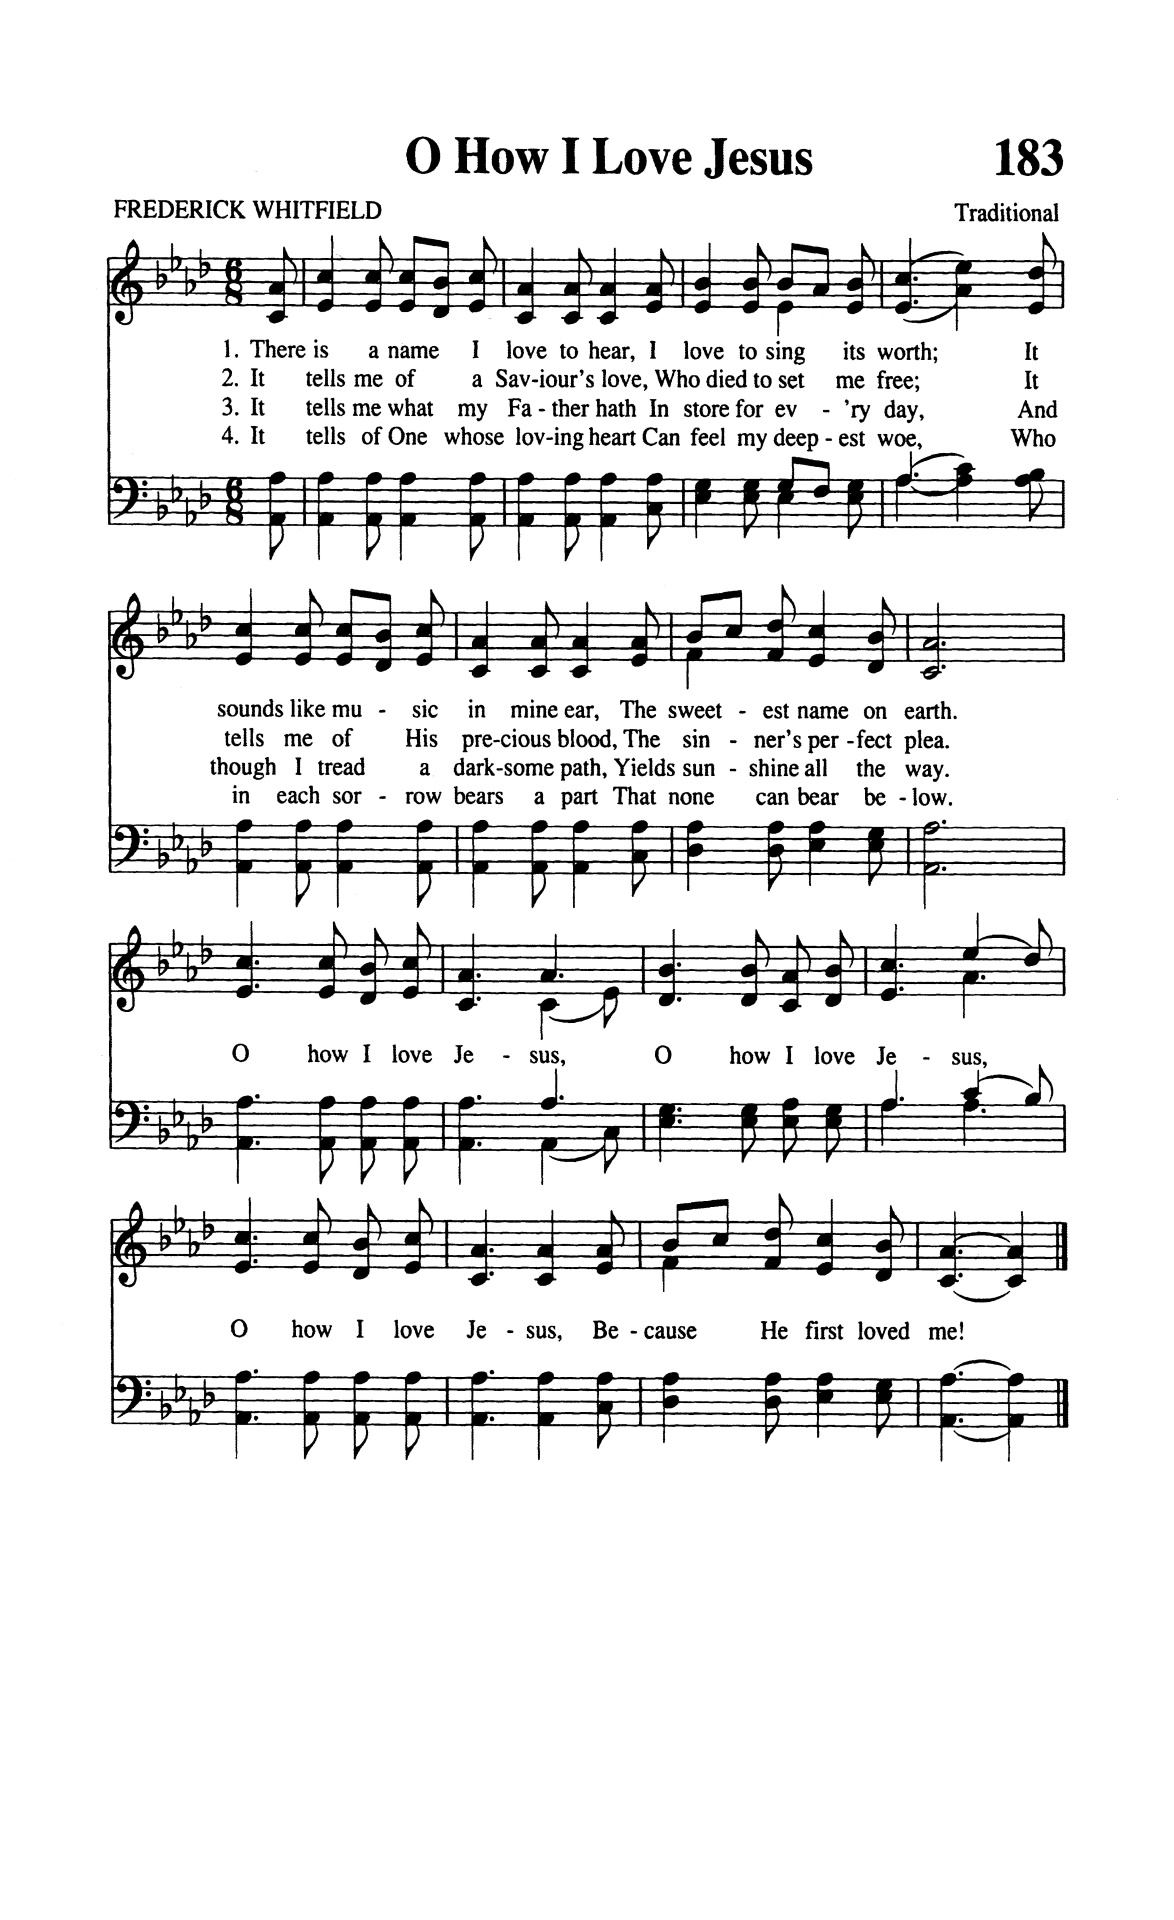 O How I Love Jesus 183
FREDERICK WHITFIELD Traditional
1. There is a name I love to hear, I love to sing its worth; It
2. It tells me of a Sav-iour's love, Who died to set me free; It
3. It tells me what my Fa - ther hath In store for ev - 'ry day, And
4. It tells of One whose lov-ing heart Can feel my deep - est woe, Who
sounds like mu - sic in mine ear, The sweet - est name on earth.
tells me of His pre-cious blood, The sin - ner's per - fect plea.
though I tread a dark-some path, Yields sun - shine all the way.
in each sor - row bears a part That none can bear be - low.
O how I love Je - sus, O how I love Je - sus,
O how I love Je - sus, Be - cause He first loved me!